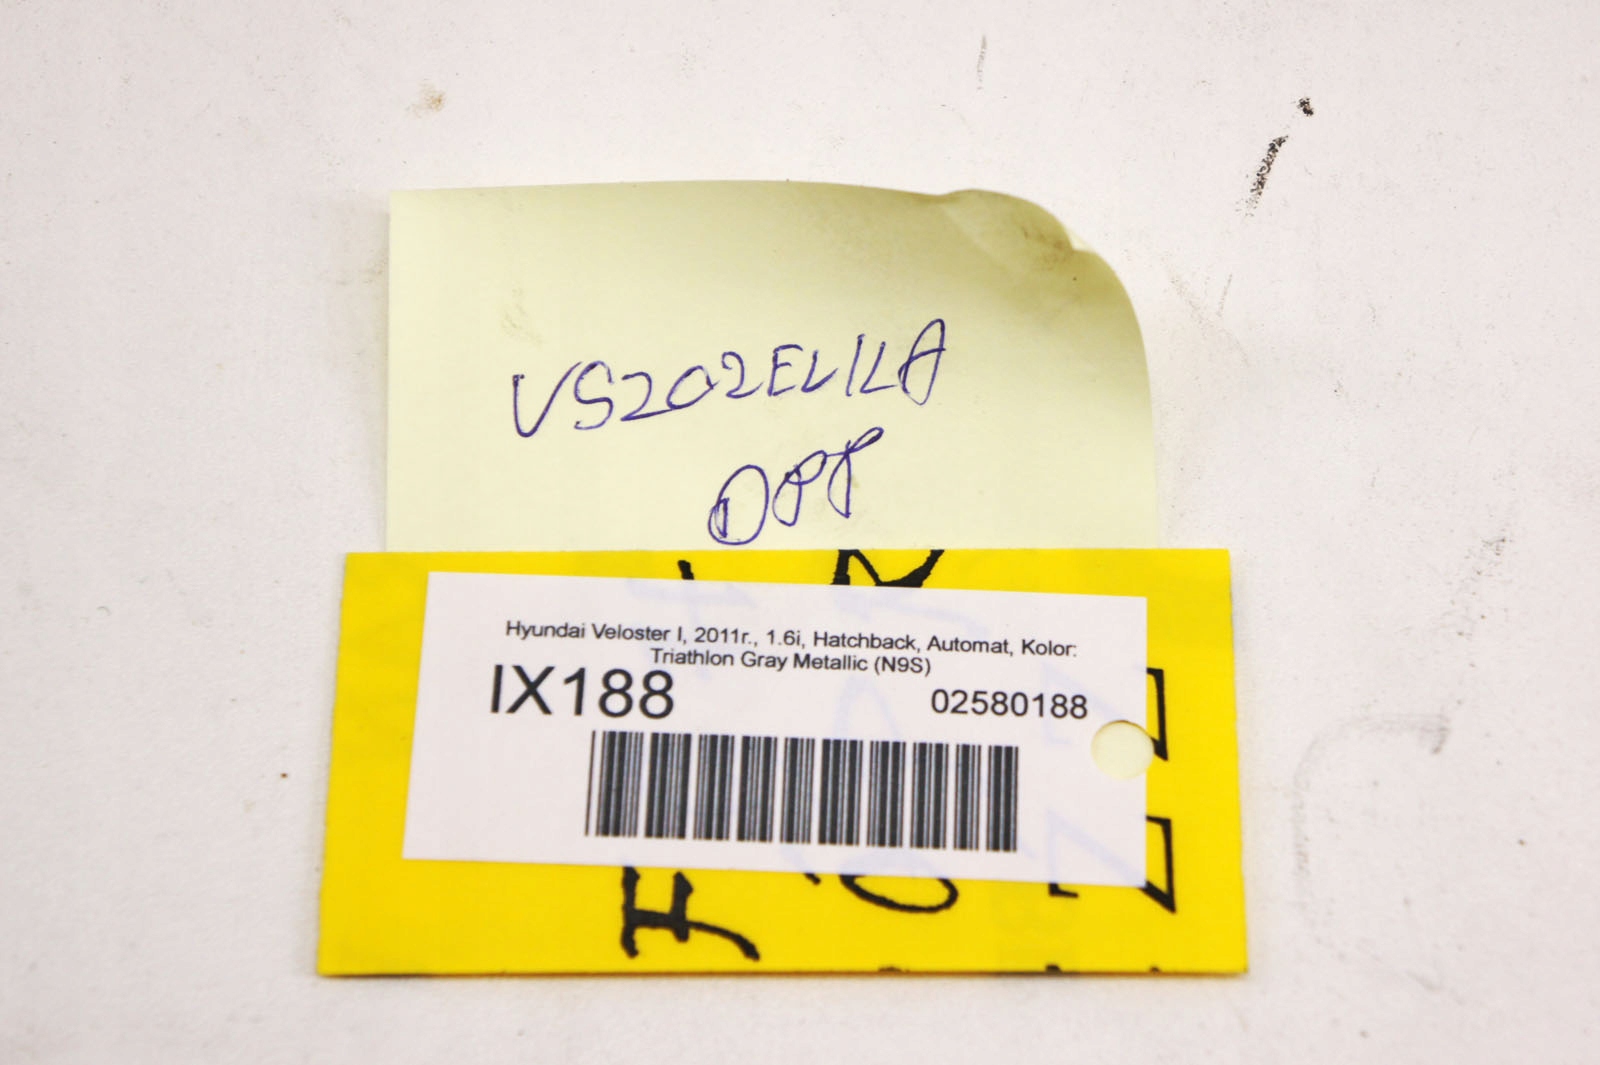 VS202EL1LA
DPP
Hyundai Veloster I, 2011r., 1.6i, Hatchback, Automat, Kolor:
Triathlon Gray Metallic (N9S)
IX188
02580188